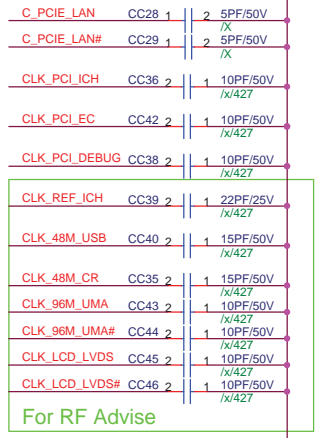 C_PCIE_LAN CC28 1 2 5PF/50V
/X
C_PCIE_LAN# CC29 1 2 5PF/50V
/X
CLK_PCI_ICH CC36 2 1 10PF/50V
/x/427
CLK_PCI_EC CC42 2 1 10PF/50V
/x/427
CLK_PCI_DEBUG CC38 2 1 10PF/50V
/x/427
CLK_REF_ICH CC39 2 1 22PF/25V
/x/427
CLK_48M_USB CC40 2 1 15PF/50V
/x/427
CLK_48M_CR CC35 2 1 15PF/50V
/x/427
CLK_96M_UMA CC43 2 1 10PF/50V
/x/427
CLK_96M_UMA# CC44 2 1 10PF/50V
/x/427
CLK_LCD_LVDS CC45 2 1 10PF/50V
/x/427
CLK_LCD_LVDS# CC46 2 1 10PF/50V
/x/427
For RF Advise